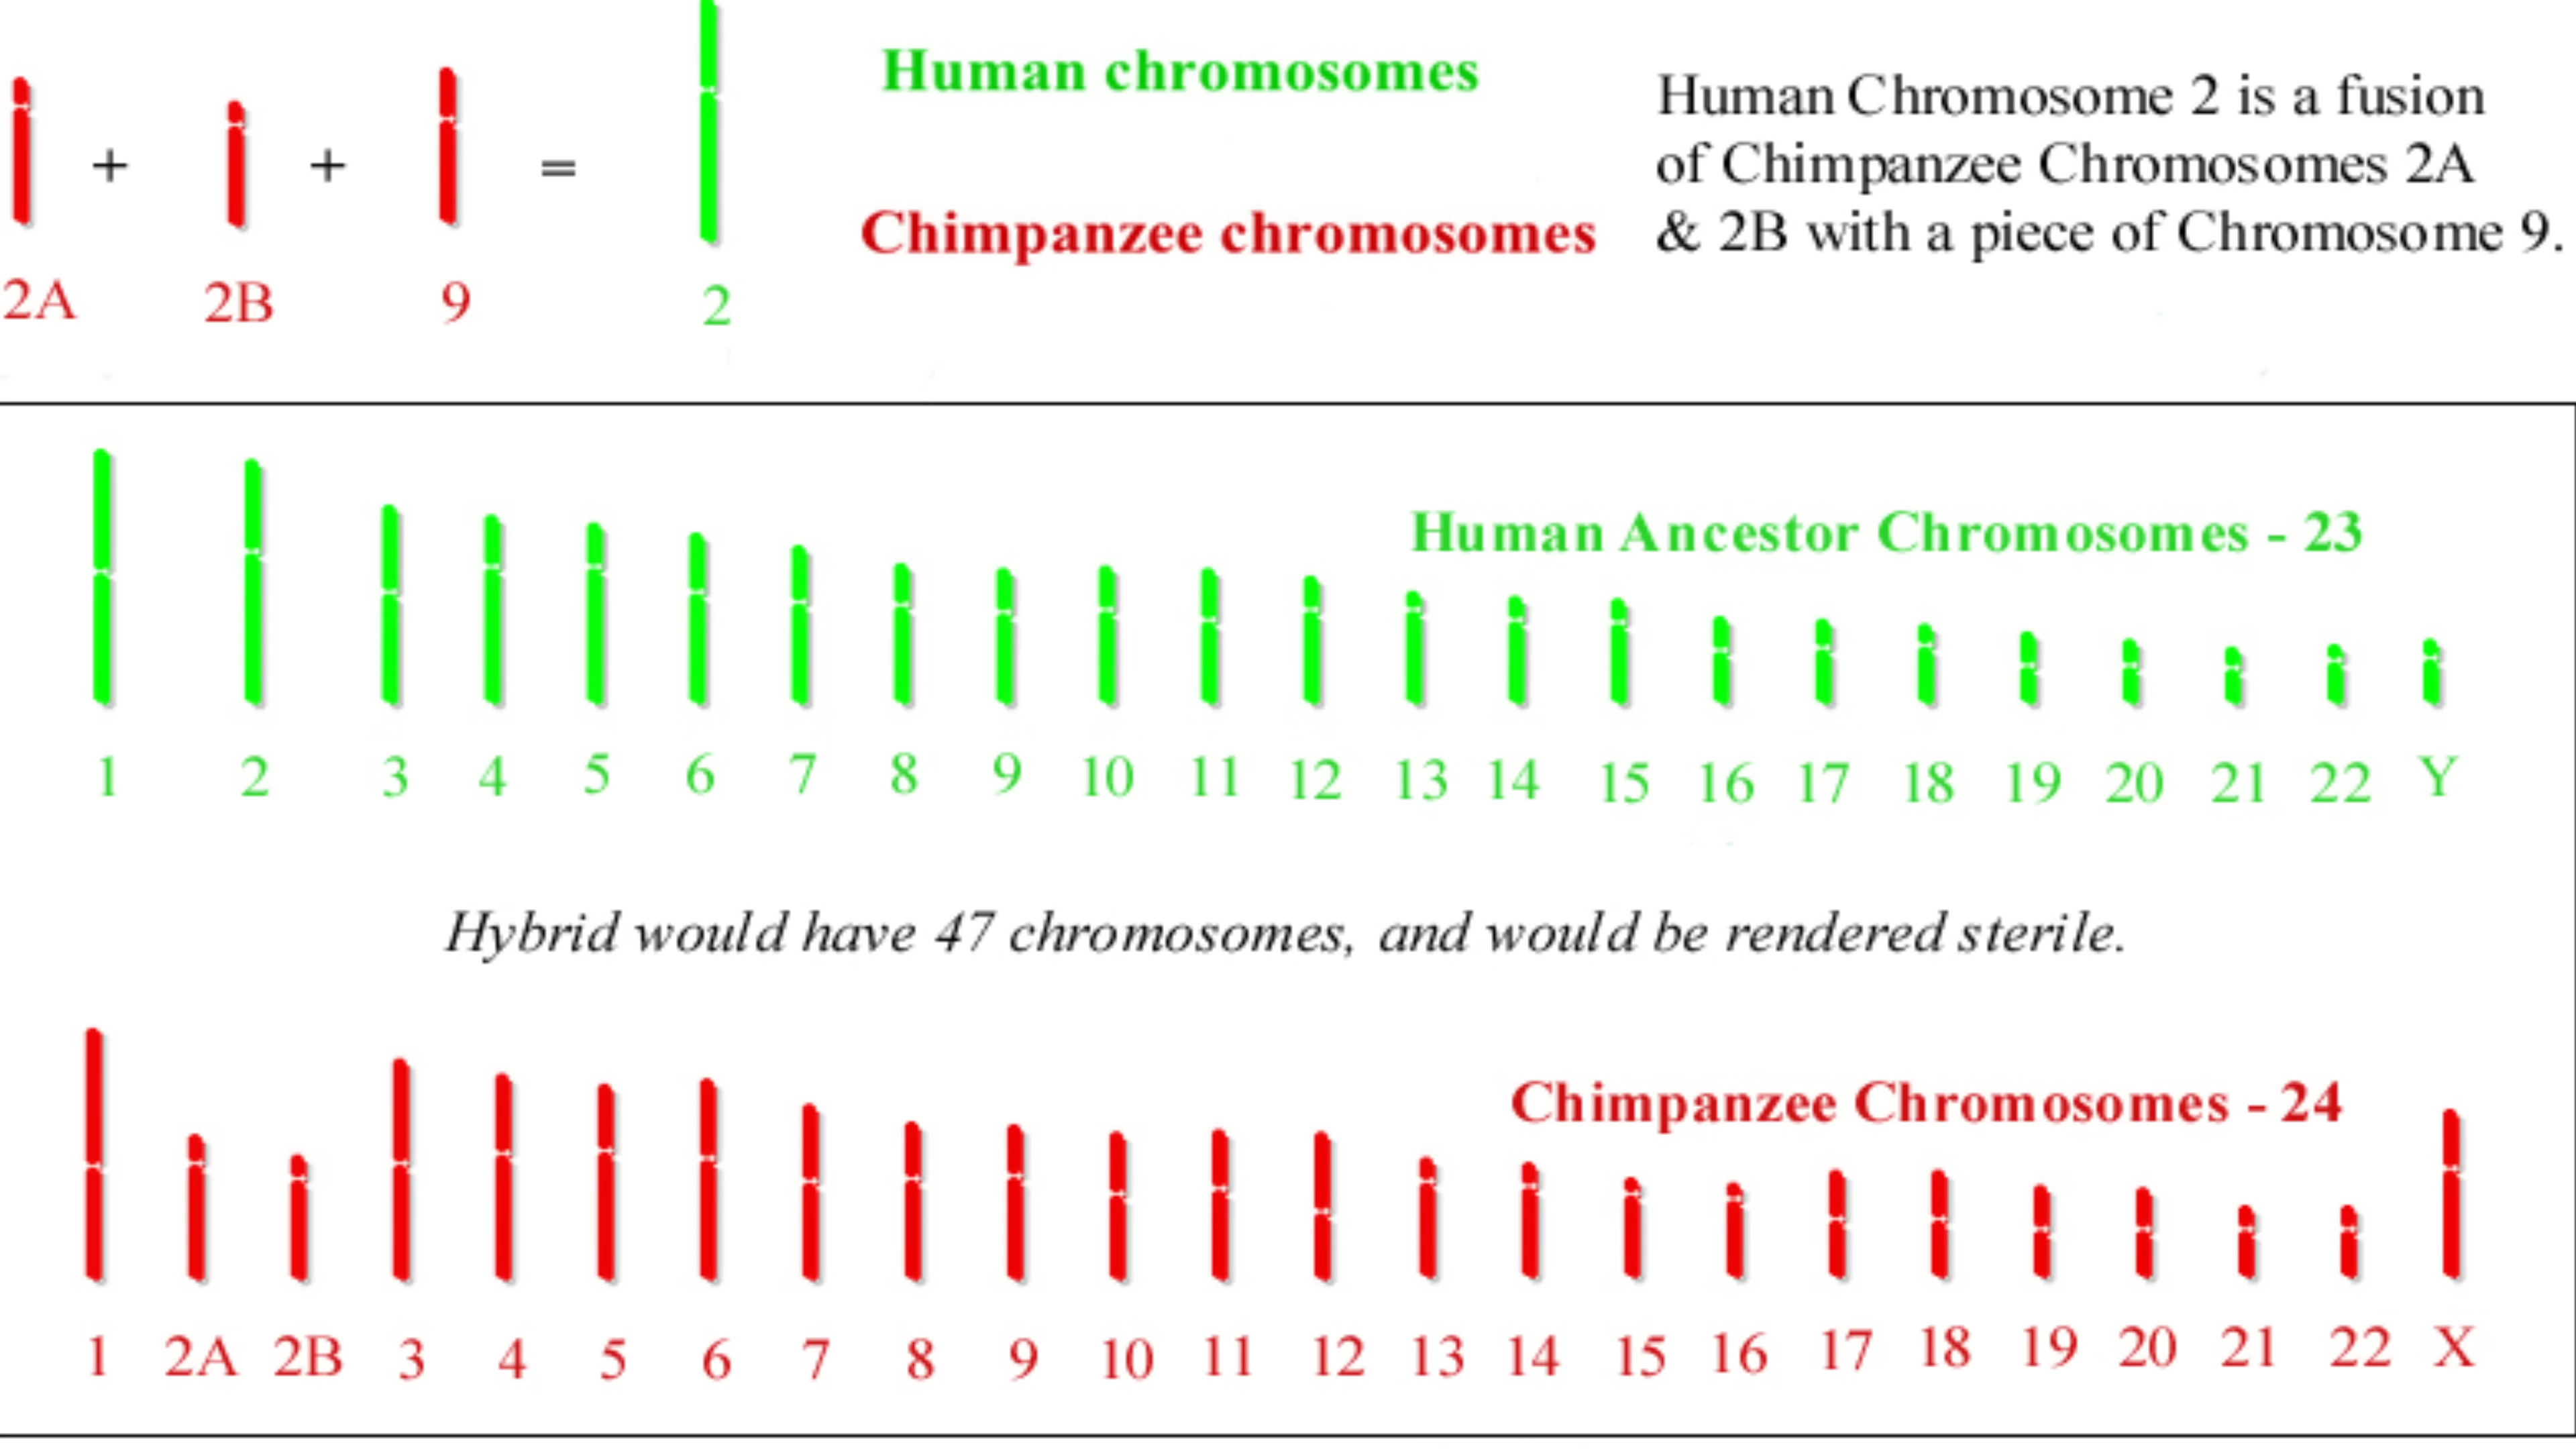 Human chromosomes
Chimpanzee chromosomes
Human Chromosome 2 is a fusion
of Chimpanzee Chromosomes 2A
& 2B with a piece of Chromosome 9.
+ + =
2A 2B 9 2
Human Ancestor Chromosomes - 23
1 2 3 4 5 6 7 8 9 10 11 12 13 14 15 16 17 18 19 20 21 22 Y
Hybrid would have 47 chromosomes, and would be rendered sterile.
Chimpanzee Chromosomes - 24
1 2A 2B 3 4 5 6 7 8 9 10 11 12 13 14 15 16 17 18 19 20 21 22 X